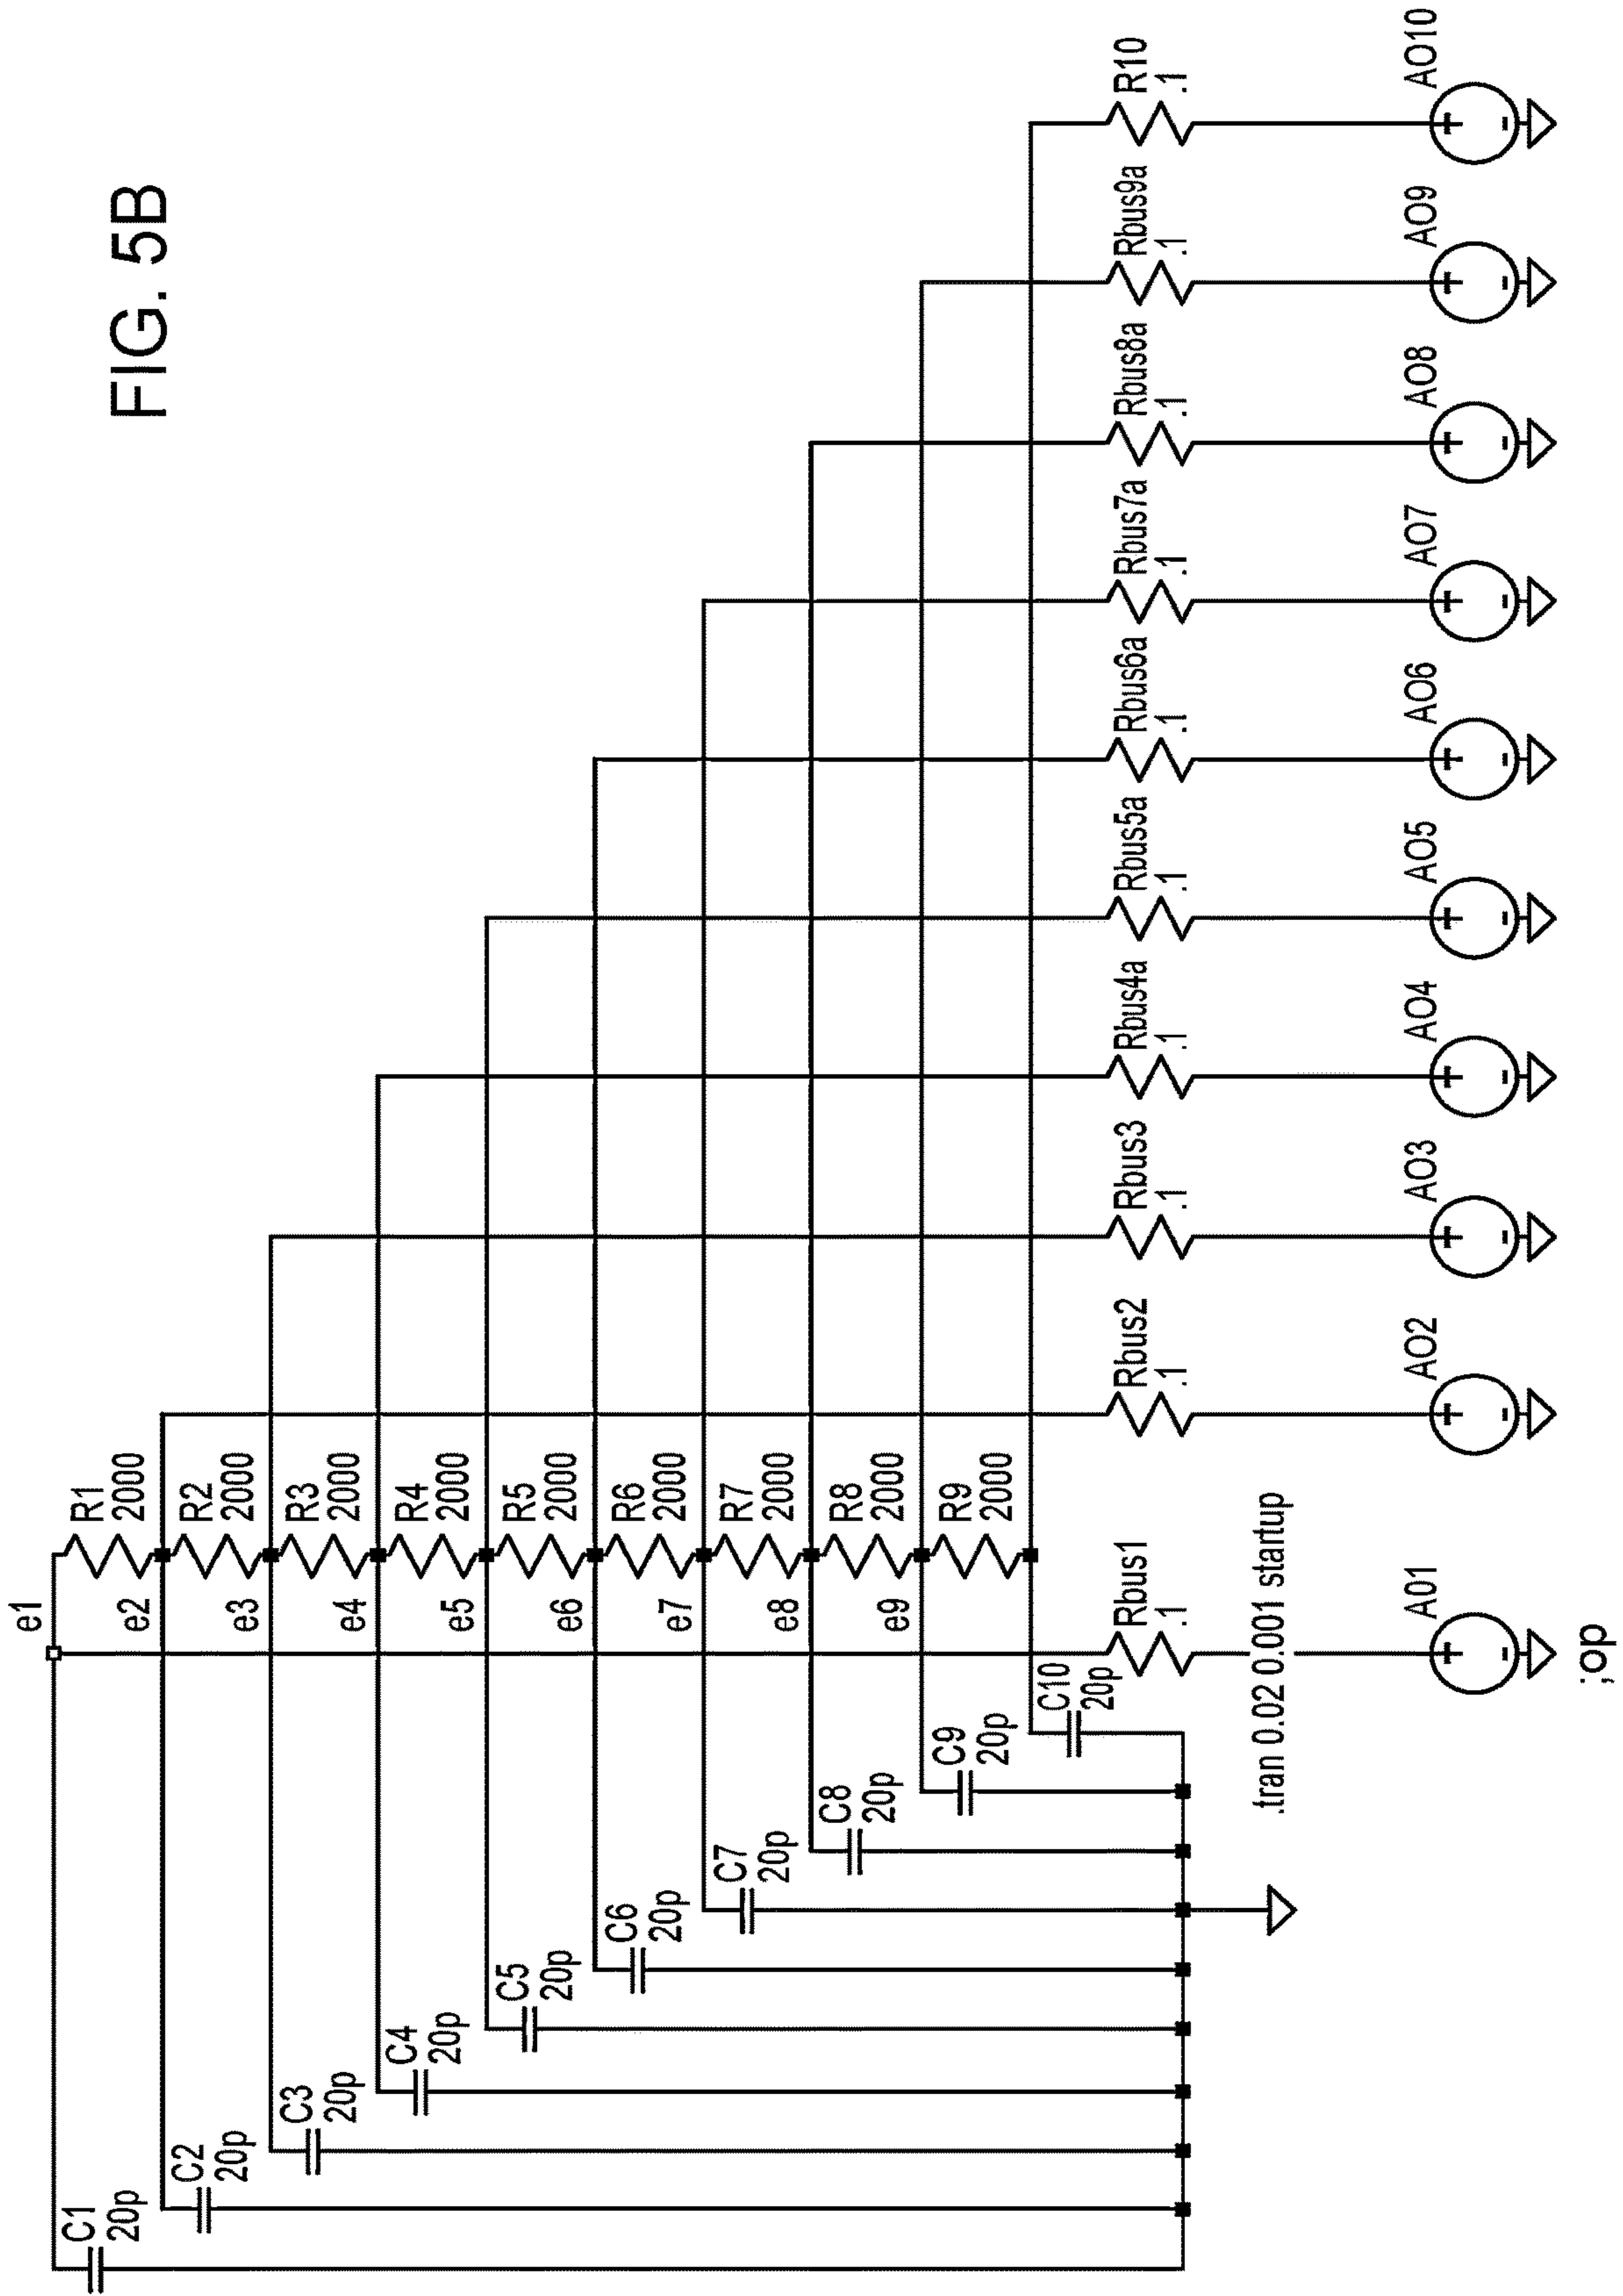 FIG. 5B
e1
R1
2000
e2
R2
2000
e3
R3
2000
e4
R4
2000
e5
R5
2000
e6
R6
2000
e7
R7
2000
e8
R8
2000
e9
R9
2000
C1
20p
C2
20p
C3
20p
C4
20p
C5
20p
C6
20p
C7
20p
C8
20p
C9
20p
C10
20p
Rbus1
.1
Rbus2
.1
Rbus3
.1
Rbus4a
.1
Rbus5a
.1
Rbus6a
.1
Rbus7a
.1
Rbus8a
.1
Rbus9a
.1
R10
.1
.tran 0.02 0.001 startup
A01
AO2
AO3
AO4
AO5
AO6
AO7
AO8
AO9
AO10
;op